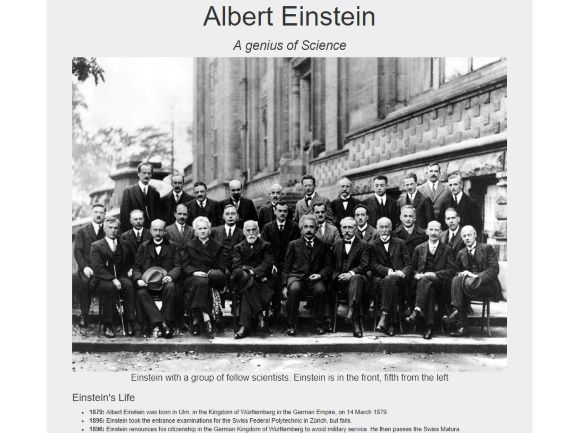 Albert Einstein
A genius of Science
Einstein with a group of fellow scientists. Einstein is in the front, fifth from the left
Einstein's Life
1879: Albert Einstein was born in Ulm, in the Kingdom of Württemberg in the German Empire, on 14 March 1879.
1895: Einstein took the entrance examinations for the Swiss Federal Polytechnic in Zürich, but fails.
1896: Einstein renounces his citizenship in the German Kingdom of Württemberg to avoid military service. He then passes the Swiss Matura.